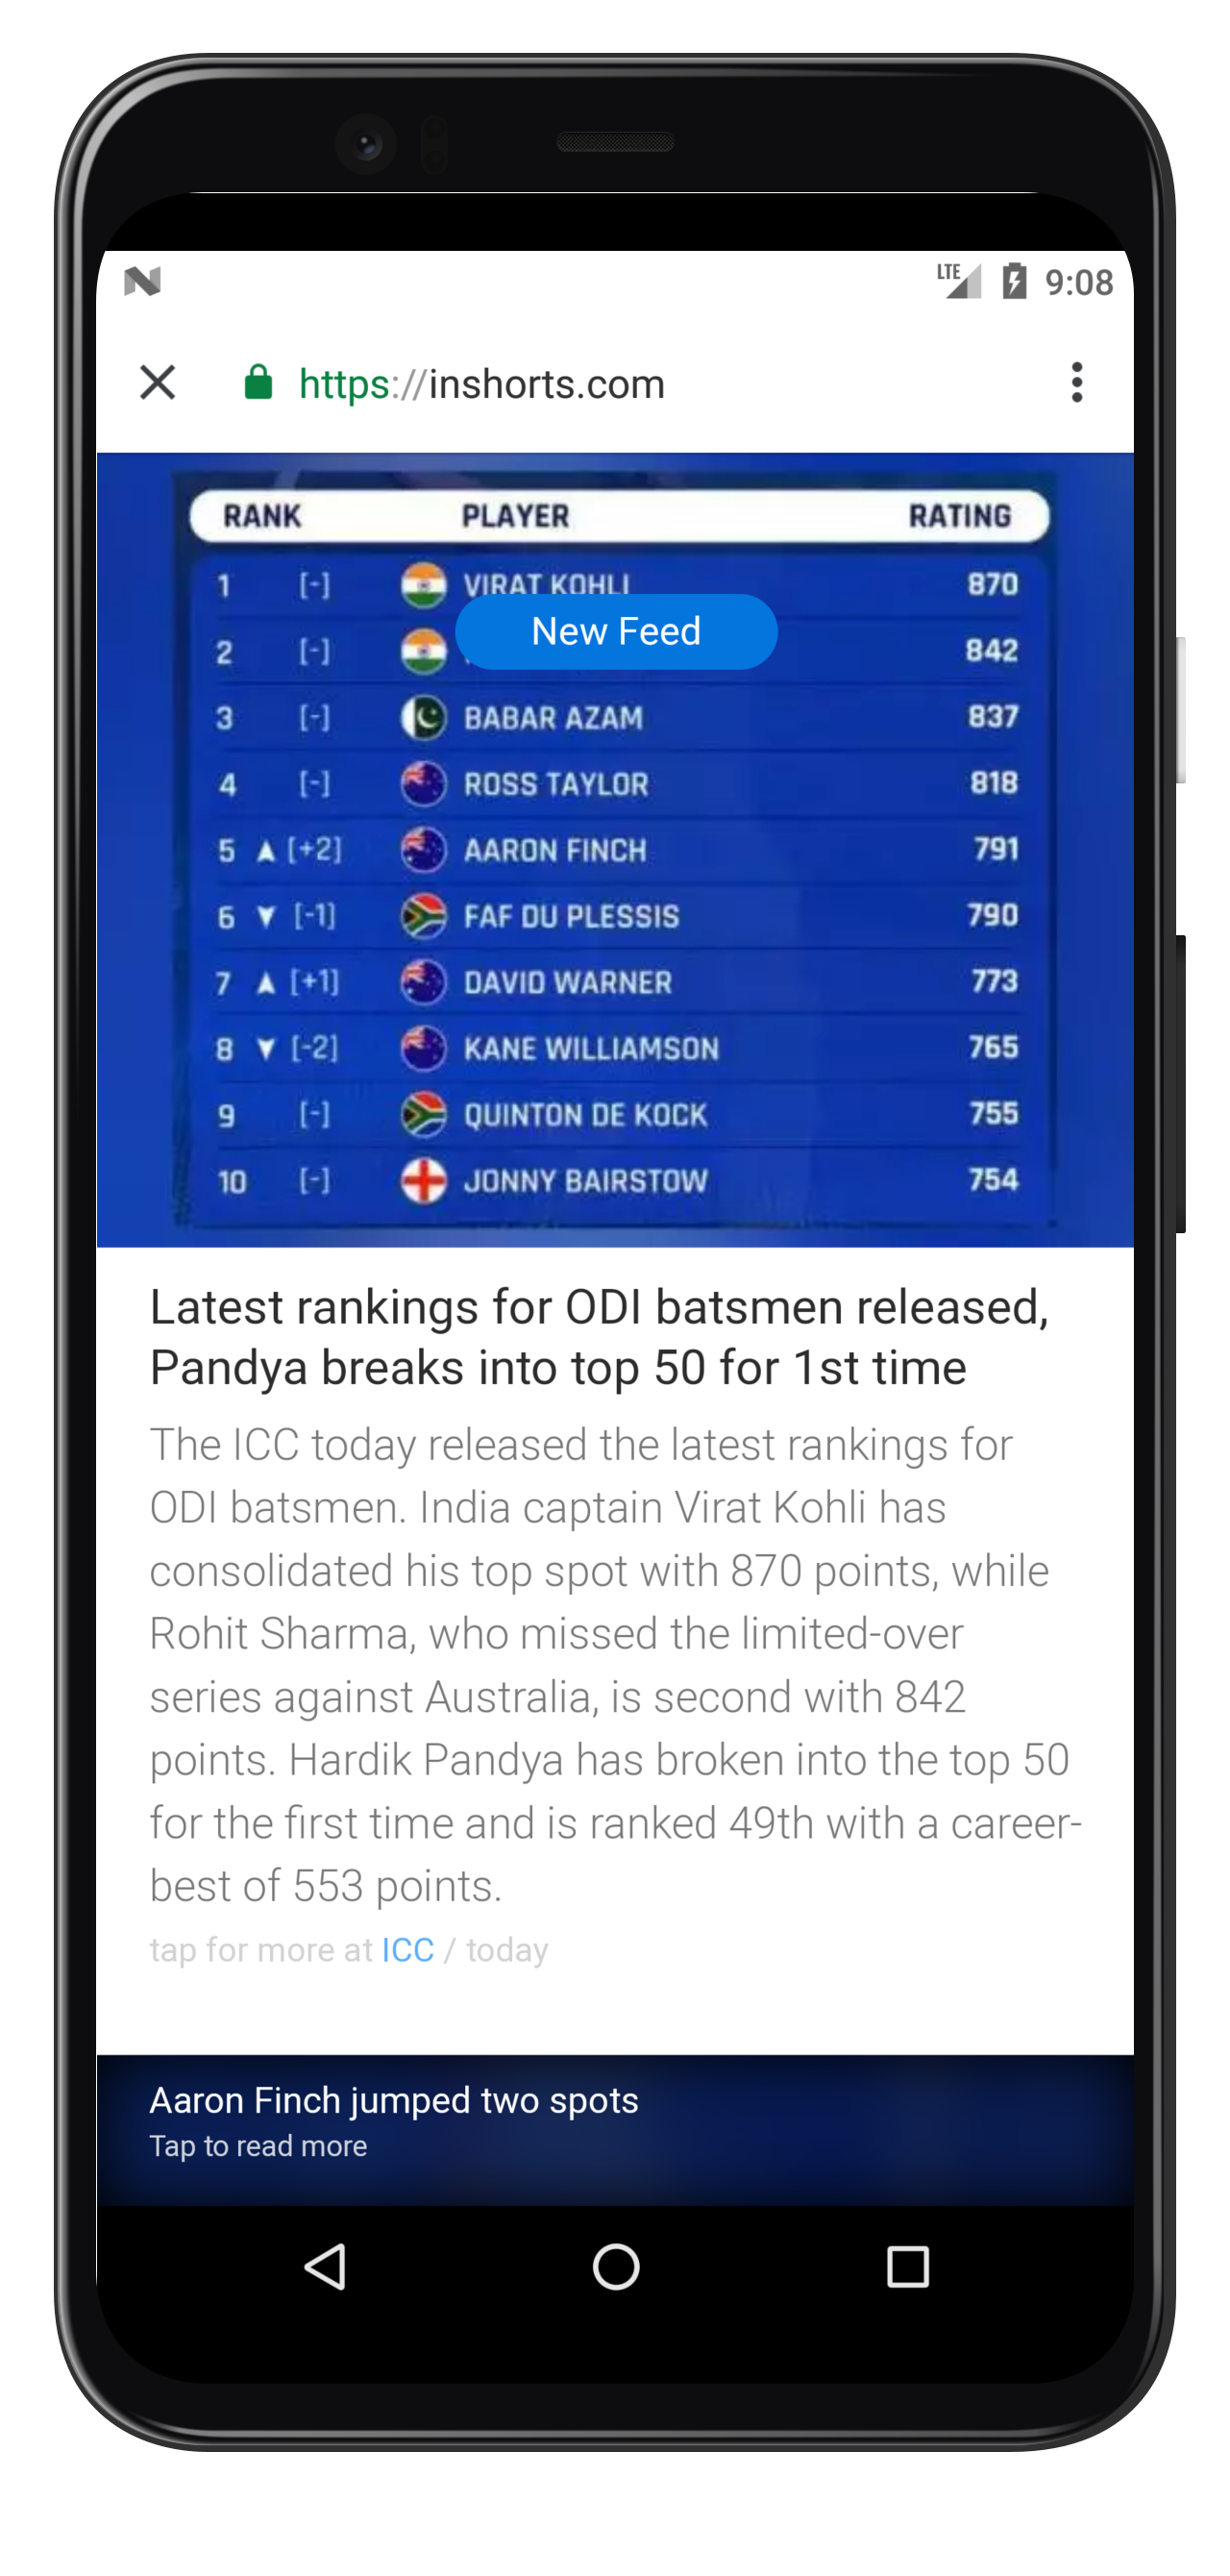 LTE 9:08
https://inshorts.com
RANK PLAYER RATING
1 [-] VIRAT KOHLI 870
New Feed
2 [-] 842
3 [-] BABAR AZAM 837
4 [-] ROSS TAYLOR 818
5 ▲ [+2] AARON FINCH 791
6 ▼ [-1] FAF DU PLESSIS 790
7 ▲ [+1] DAVID WARNER 773
8 ▼ [-2] KANE WILLIAMSON 765
9 [-] QUINTON DE KOCK 755
10 [-] JONNY BAIRSTOW 754
Latest rankings for ODI batsmen released,
Pandya breaks into top 50 for 1st time
The ICC today released the latest rankings for
ODI batsmen. India captain Virat Kohli has
consolidated his top spot with 870 points, while
Rohit Sharma, who missed the limited-over
series against Australia, is second with 842
points. Hardik Pandya has broken into the top 50
for the first time and is ranked 49th with a career-
best of 553 points.
tap for more at ICC / today
Aaron Finch jumped two spots
Tap to read more